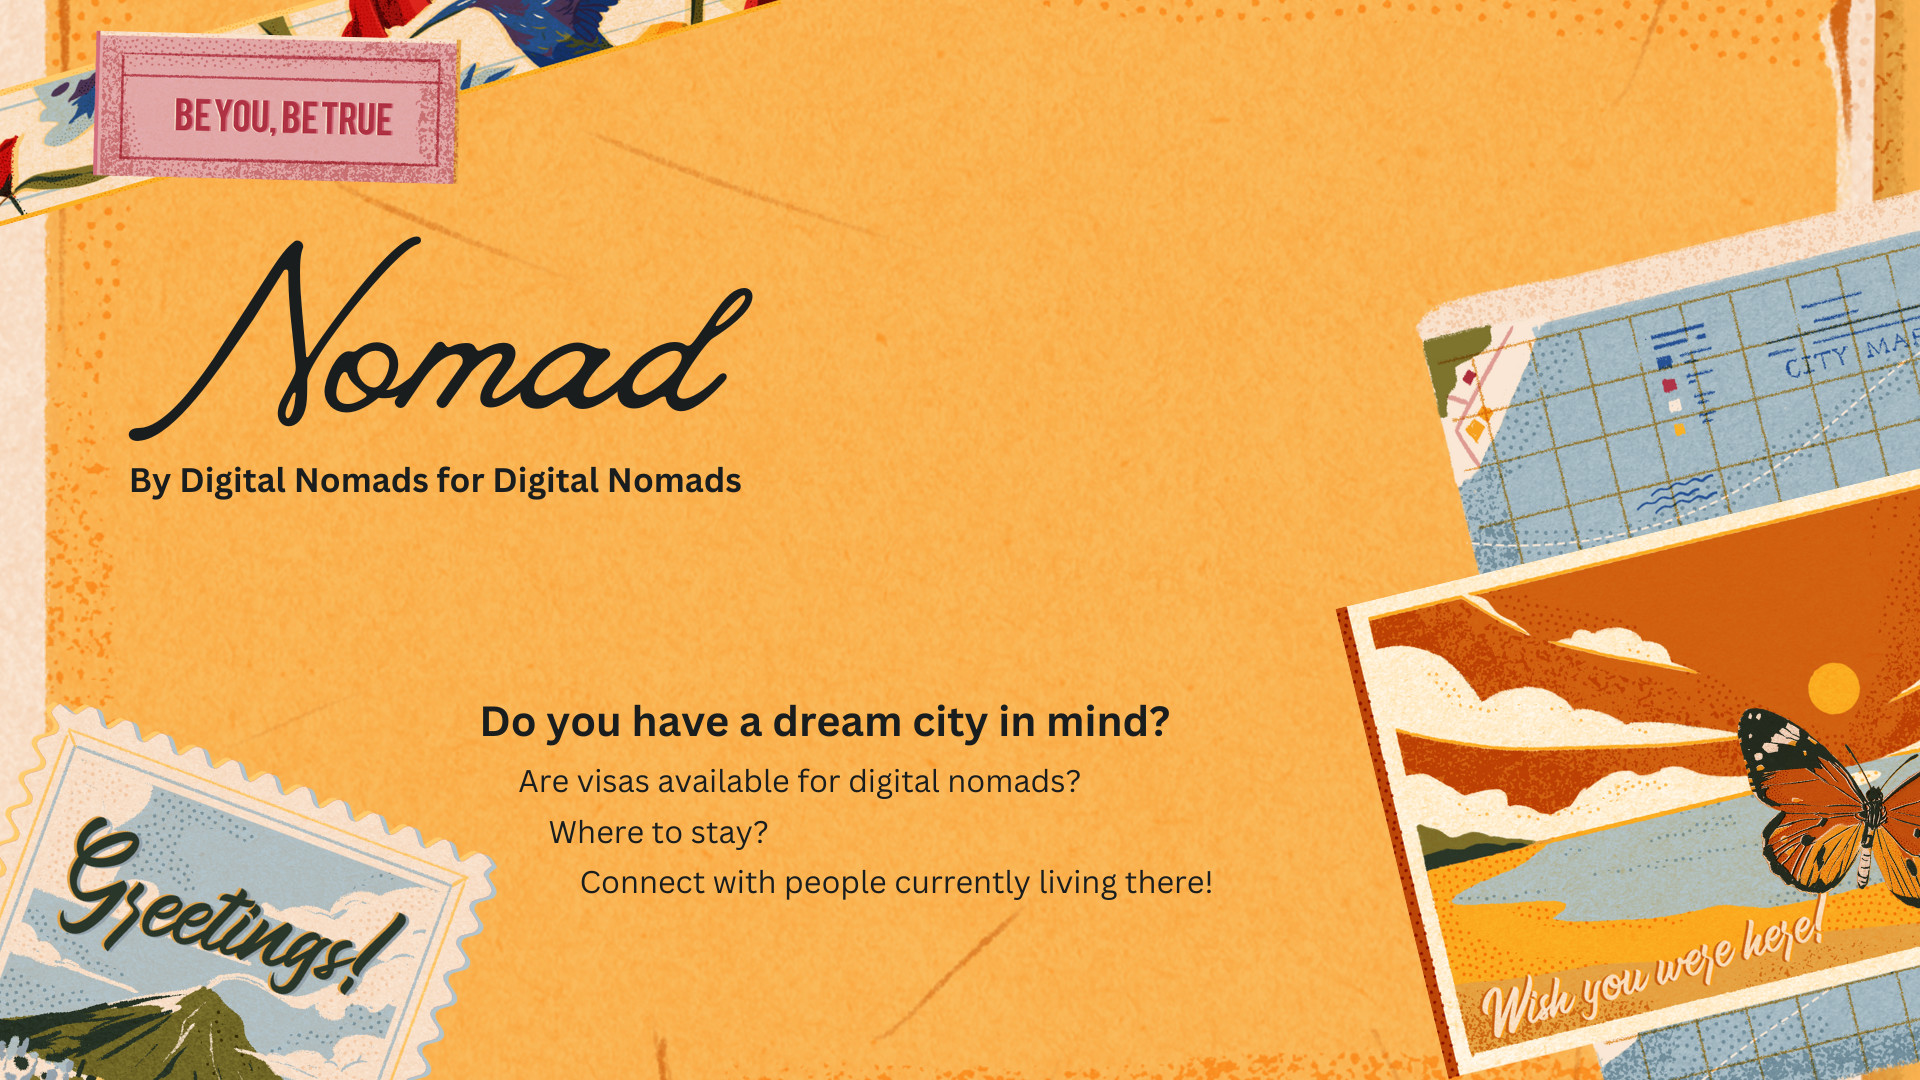 BE YOU, BE TRUE
Nomad
By Digital Nomads for Digital Nomads
CITY MAP
Do you have a dream city in mind?
Are visas available for digital nomads?
Where to stay?
Connect with people currently living there!
Greetings!
Wish you were here!